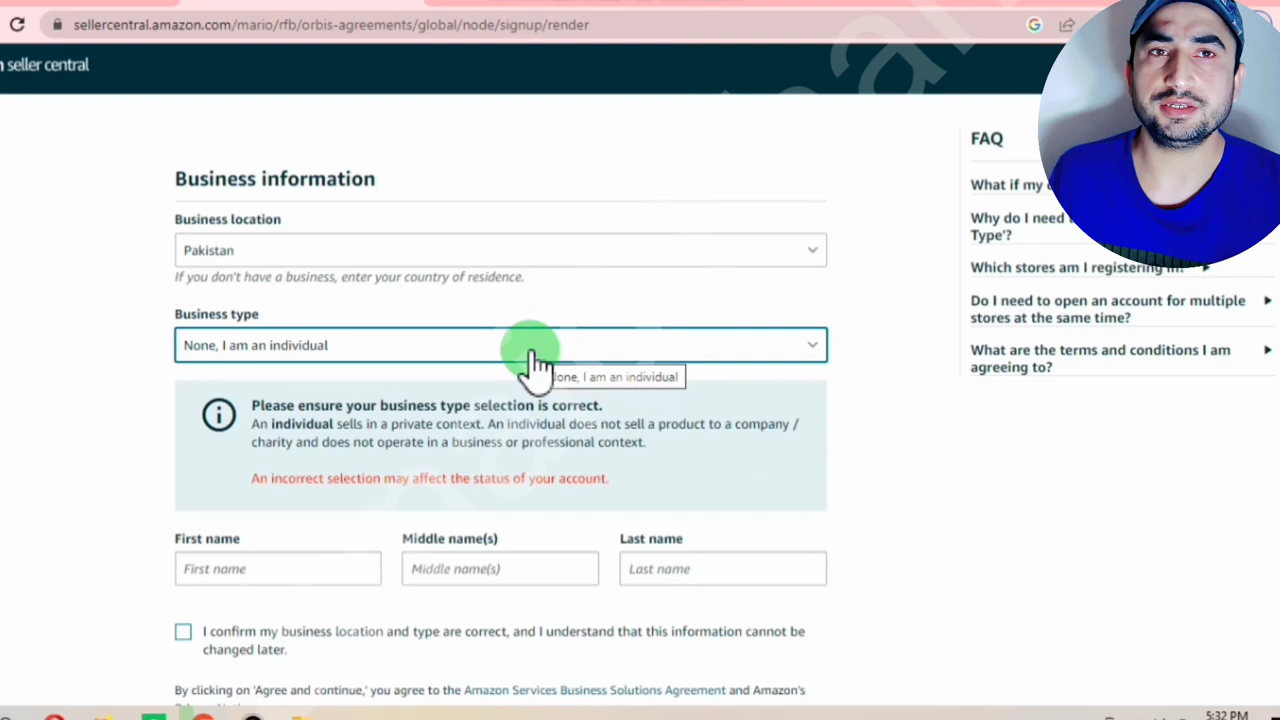 sellercentral.amazon.com/mario/rfb/orbis-agreements/global/node/signup/render
seller central
Business information
Business location
Pakistan
If you don't have a business, enter your country of residence.
Business type
None, I am an individual
one, I am an individual
Please ensure your business type selection is correct.
An individual sells in a private context. An individual does not sell a product to a company /
charity and does not operate in a business or professional context.
An incorrect selection may affect the status of your account.
First name
Middle name(s)
Last name
First name
Middle name(s)
Last name
I confirm my business location and type are correct, and I understand that this information cannot be
changed later.
By clicking on 'Agree and continue,' you agree to the Amazon Services Business Solutions Agreement and Amazon's
FAQ
What if my
Why do I need
Type'?
Which stores am I registering in?
Do I need to open an account for multiple
stores at the same time?
What are the terms and conditions I am
agreeing to?
5:32 PM